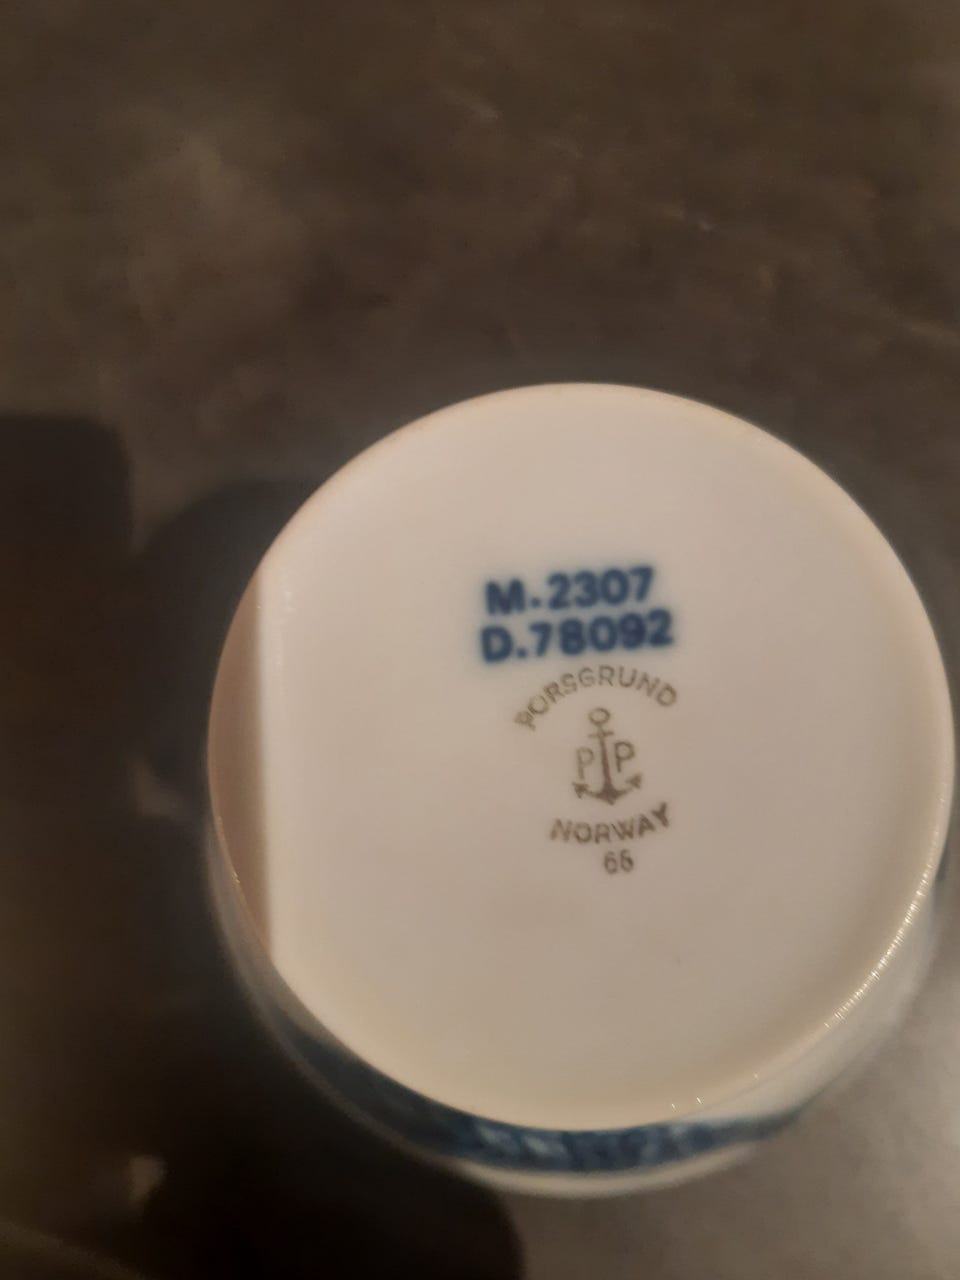 M.2307
D.78092
PORSGRUND
P P
NORWAY
66